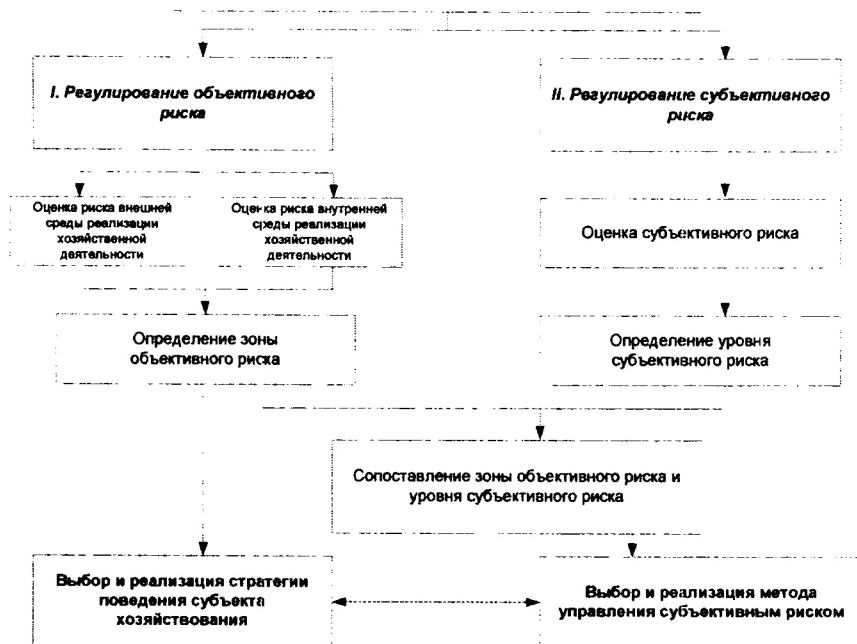 I. Регулирование объективного
риска
II. Регулирование субъективного
риска
Оценка риска внешней
среды реализации
хозяйственной
деятельности
Оценка риска внутренней
среды реализации
хозяйственной
деятельности
Оценка субъективного риска
Определение зоны
объективного риска
Определение уровня
субъективного риска
Сопоставление зоны объективного риска и
уровня субъективного риска
Выбор и реализация стратегии
поведения субъекта
хозяйствования
Выбор и реализация метода
управления субъективным риском